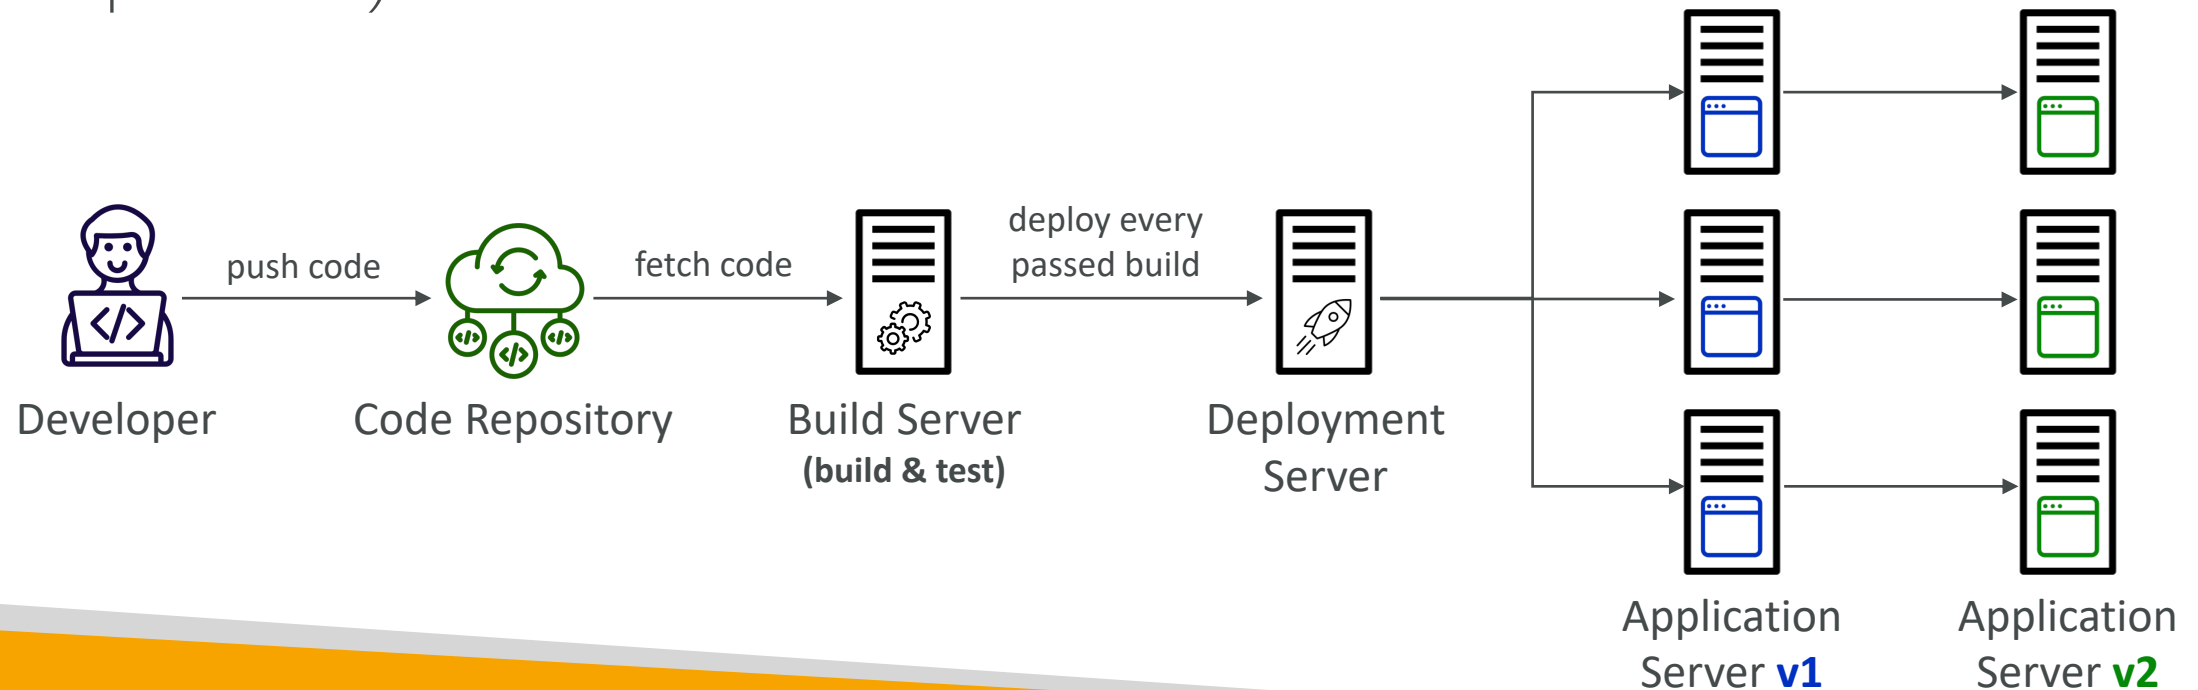 push code
fetch code
deploy every
passed build
Developer
Code Repository
Build Server
(build & test)
Deployment
Server
Application
Server v1
Application
Server v2